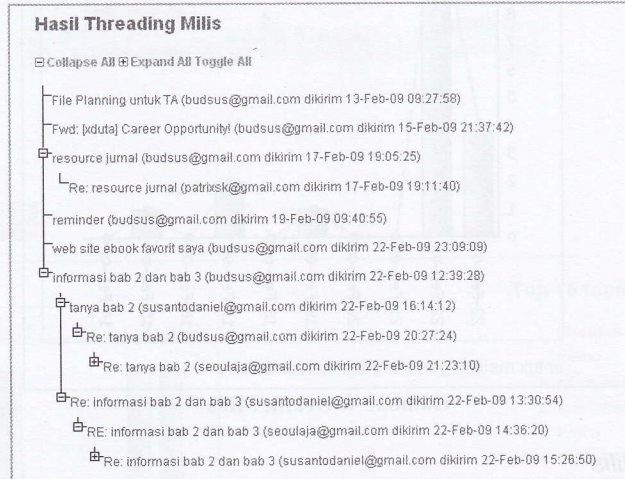 Hasil Threading Milis
Collapse All Expand All Toggle All
File Planning untuk TA (budsus@gmail.com dikirim 13-Feb-09 09:27:58)
Fwd: [xduta] Career Opportunity! (budsus@gmail.com dikirim 15-Feb-09 21:37:42)
resource jurnal (budsus@gmail.com dikirim 17-Feb-09 19:05:25)
Re: resource jurnal (patrixsk@gmail.com dikirim 17-Feb-09 19:11:40)
reminder (budsus@gmail.com dikirim 19-Feb-09 09:40:55)
web site ebook favorit saya (budsus@gmail.com dikirim 22-Feb-09 23:09:09)
informasi bab 2 dan bab 3 (budsus@gmail.com dikirim 22-Feb-09 12:39:28)
tanya bab 2 (susantodaniel@gmail.com dikirim 22-Feb-09 16:14:12)
Re: tanya bab 2 (budsus@gmail.com dikirim 22-Feb-09 20:27:24)
Re: tanya bab 2 (seoulaja@gmail.com dikirim 22-Feb-09 21:23:10)
Re: informasi bab 2 dan bab 3 (susantodaniel@gmail.com dikirim 22-Feb-09 13:30:54)
RE: informasi bab 2 dan bab 3 (seoulaja@gmail.com dikirim 22-Feb-09 14:36:20)
Re: informasi bab 2 dan bab 3 (susantodaniel@gmail.com dikirim 22-Feb-09 15:26:50)